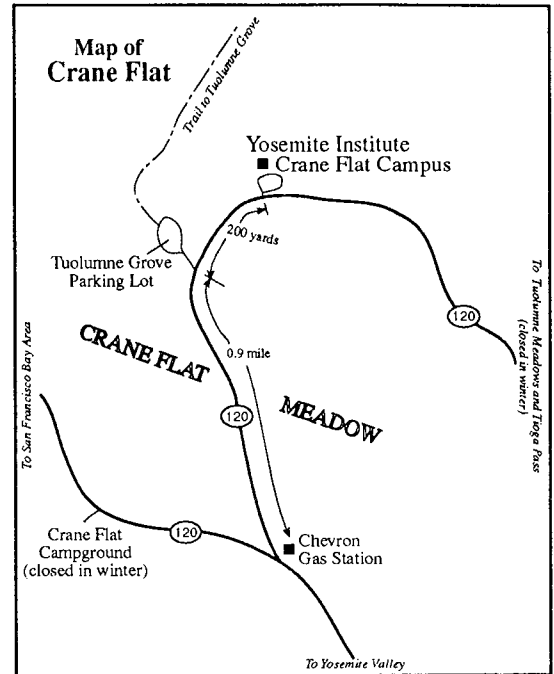 Map of
Crane Flat
Trail to Tuolumne Grove
Yosemite Institute
Crane Flat Campus
200 yards
Tuolumne Grove
Parking Lot
To Tuolumne Meadows and Tioga Pass
(closed in winter)
120
To San Francisco Bay Area
CRANE FLAT
0.9 mile
MEADOW
120
120
Crane Flat
Campground
(closed in winter)
Chevron
Gas Station
To Yosemite Valley